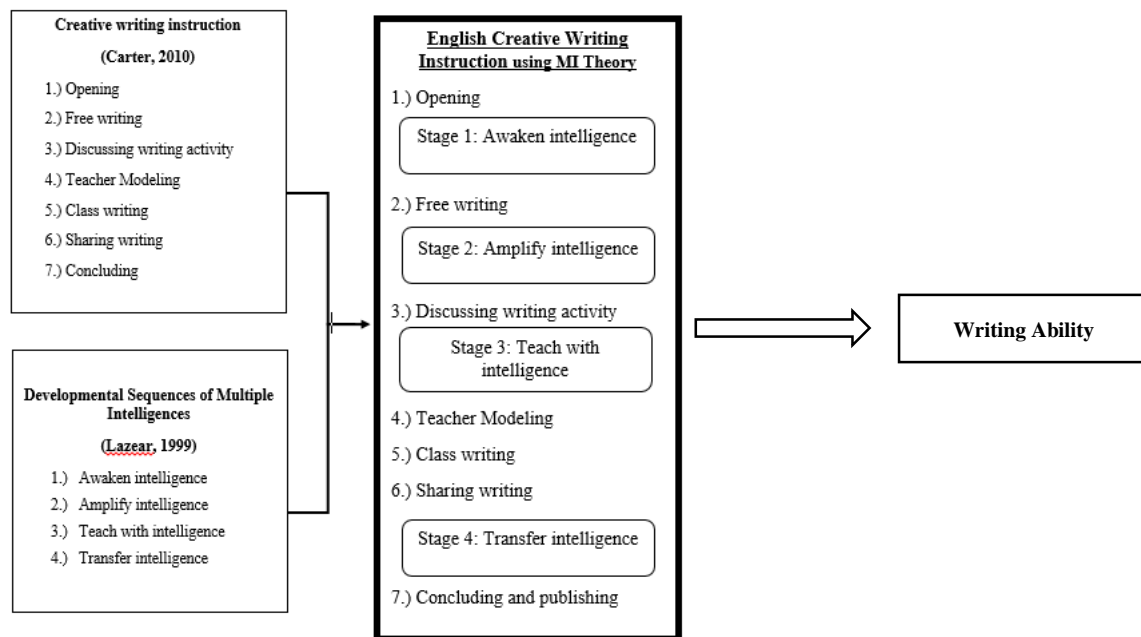 Creative writing instruction
(Carter, 2010)
1.) Opening
2.) Free writing
3.) Discussing writing activity
4.) Teacher Modeling
5.) Class writing
6.) Sharing writing
7.) Concluding
Developmental Sequences of Multiple
Intelligences
(Lazear, 1999)
1.) Awaken intelligence
2.) Amplify intelligence
3.) Teach with intelligence
4.) Transfer intelligence
English Creative Writing
Instruction using MI Theory
1.) Opening
Stage 1: Awaken intelligence
2.) Free writing
Stage 2: Amplify intelligence
3.) Discussing writing activity
Stage 3: Teach with
intelligence
4.) Teacher Modeling
5.) Class writing
6.) Sharing writing
Stage 4: Transfer intelligence
7.) Concluding and publishing
Writing Ability